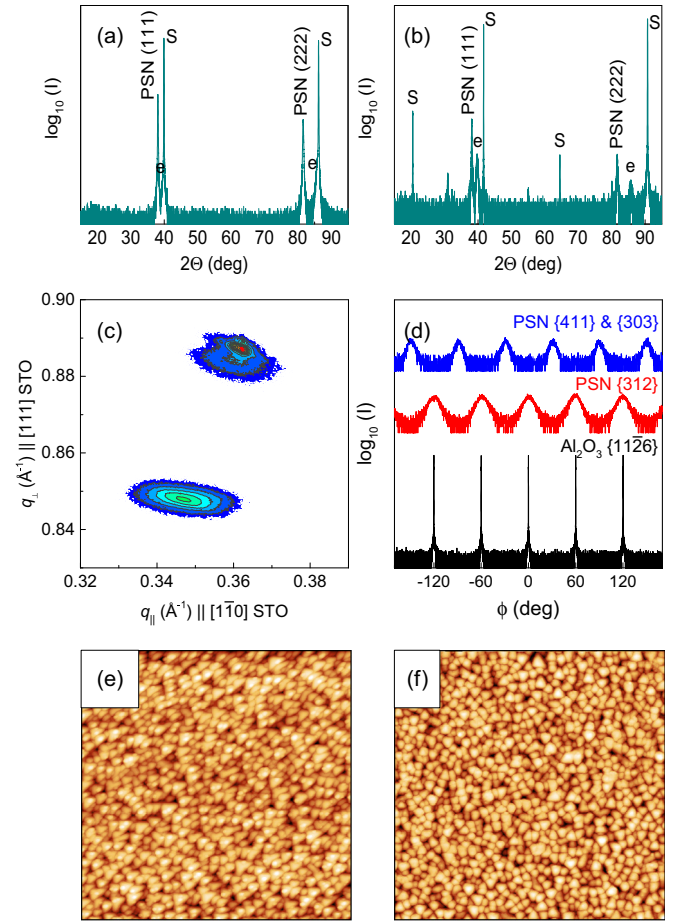 (a)
PSN (111)
S
e
PSN (222)
S
e
log₁₀ (I)
20 30 40 50 60 70 80 90
2Θ (deg)
(b)
S
PSN (111)
e
S
S
PSN (222)
e
S
log₁₀ (I)
20 30 40 50 60 70 80 90
2Θ (deg)
(c)
0.90
0.88
0.86
0.84
q⊥ (Å⁻¹) || [111] STO
0.32 0.34 0.36 0.38
q|| (Å⁻¹) || [11̅0] STO
(d)
PSN {411} & {303}
PSN {312}
Al₂O₃ {112̅6}
log₁₀ (I)
-120 -60 0 60 120
ϕ (deg)
(e)
(f)